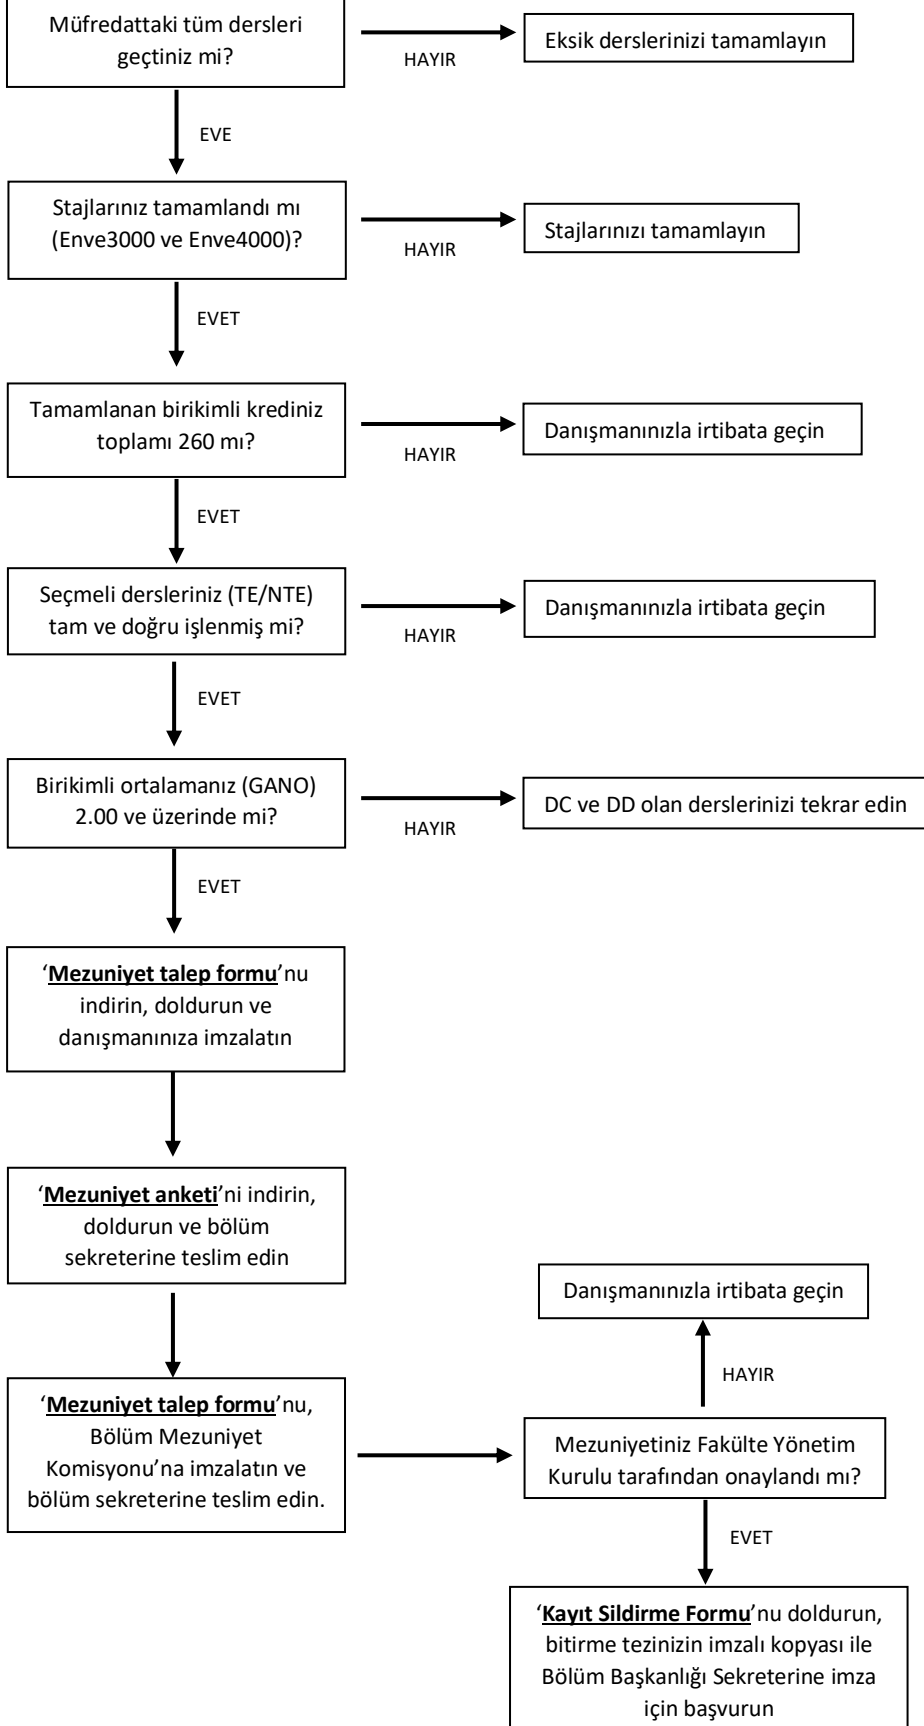 Müfredattaki tüm dersleri
geçtiniz mi?
HAYIR
Eksik derslerinizi tamamlayın
EVE
Stajlarınız tamamlandı mı
(Enve3000 ve Enve4000)?
HAYIR
Stajlarınızı tamamlayın
EVET
Tamamlanan birikimli krediniz
toplamı 260 mı?
HAYIR
Danışmanınızla irtibata geçin
EVET
Seçmeli dersleriniz (TE/NTE)
tam ve doğru işlenmiş mi?
HAYIR
Danışmanınızla irtibata geçin
EVET
Birikimli ortalamanız (GANO)
2.00 ve üzerinde mi?
HAYIR
DC ve DD olan derslerinizi tekrar edin
EVET
‘Mezuniyet talep formu’nu
indirin, doldurun ve
danışmanınıza imzalatın
‘Mezuniyet anketi’ni indirin,
doldurun ve bölüm
sekreterine teslim edin
‘Mezuniyet talep formu’nu,
Bölüm Mezuniyet
Komisyonu’na imzalatın ve
bölüm sekreterine teslim edin.
Danışmanınızla irtibata geçin
HAYIR
Mezuniyetiniz Fakülte Yönetim
Kurulu tarafından onaylandı mı?
EVET
‘Kayıt Sildirme Formu’nu doldurun,
bitirme tezinizin imzalı kopyası ile
Bölüm Başkanlığı Sekreterine imza
için başvurun